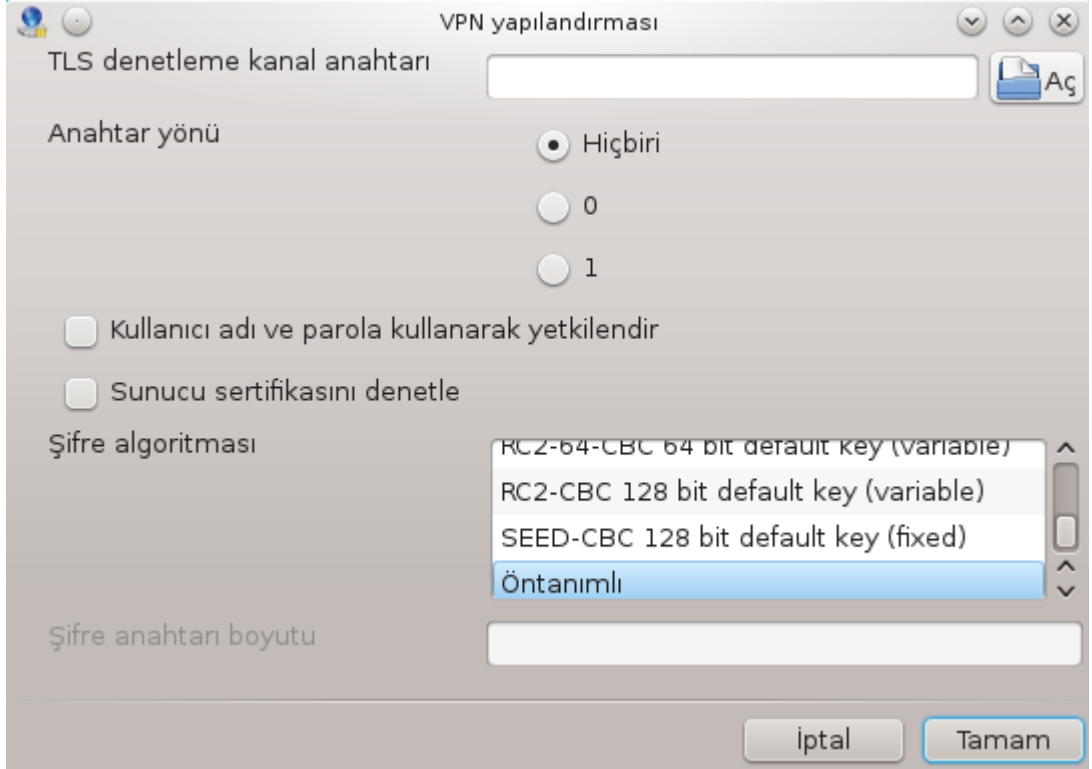 VPN yapılandırması
TLS denetleme kanal anahtarı
Aç
Anahtar yönü
Hiçbiri
0
1
Kullanıcı adı ve parola kullanarak yetkilendir
Sunucu sertifikasını denetle
Şifre algoritması
RC2-64-CBC 64 bit default key (variable)
RC2-CBC 128 bit default key (variable)
SEED-CBC 128 bit default key (fixed)
Öntanımlı
Şifre anahtarı boyutu
İptal
Tamam